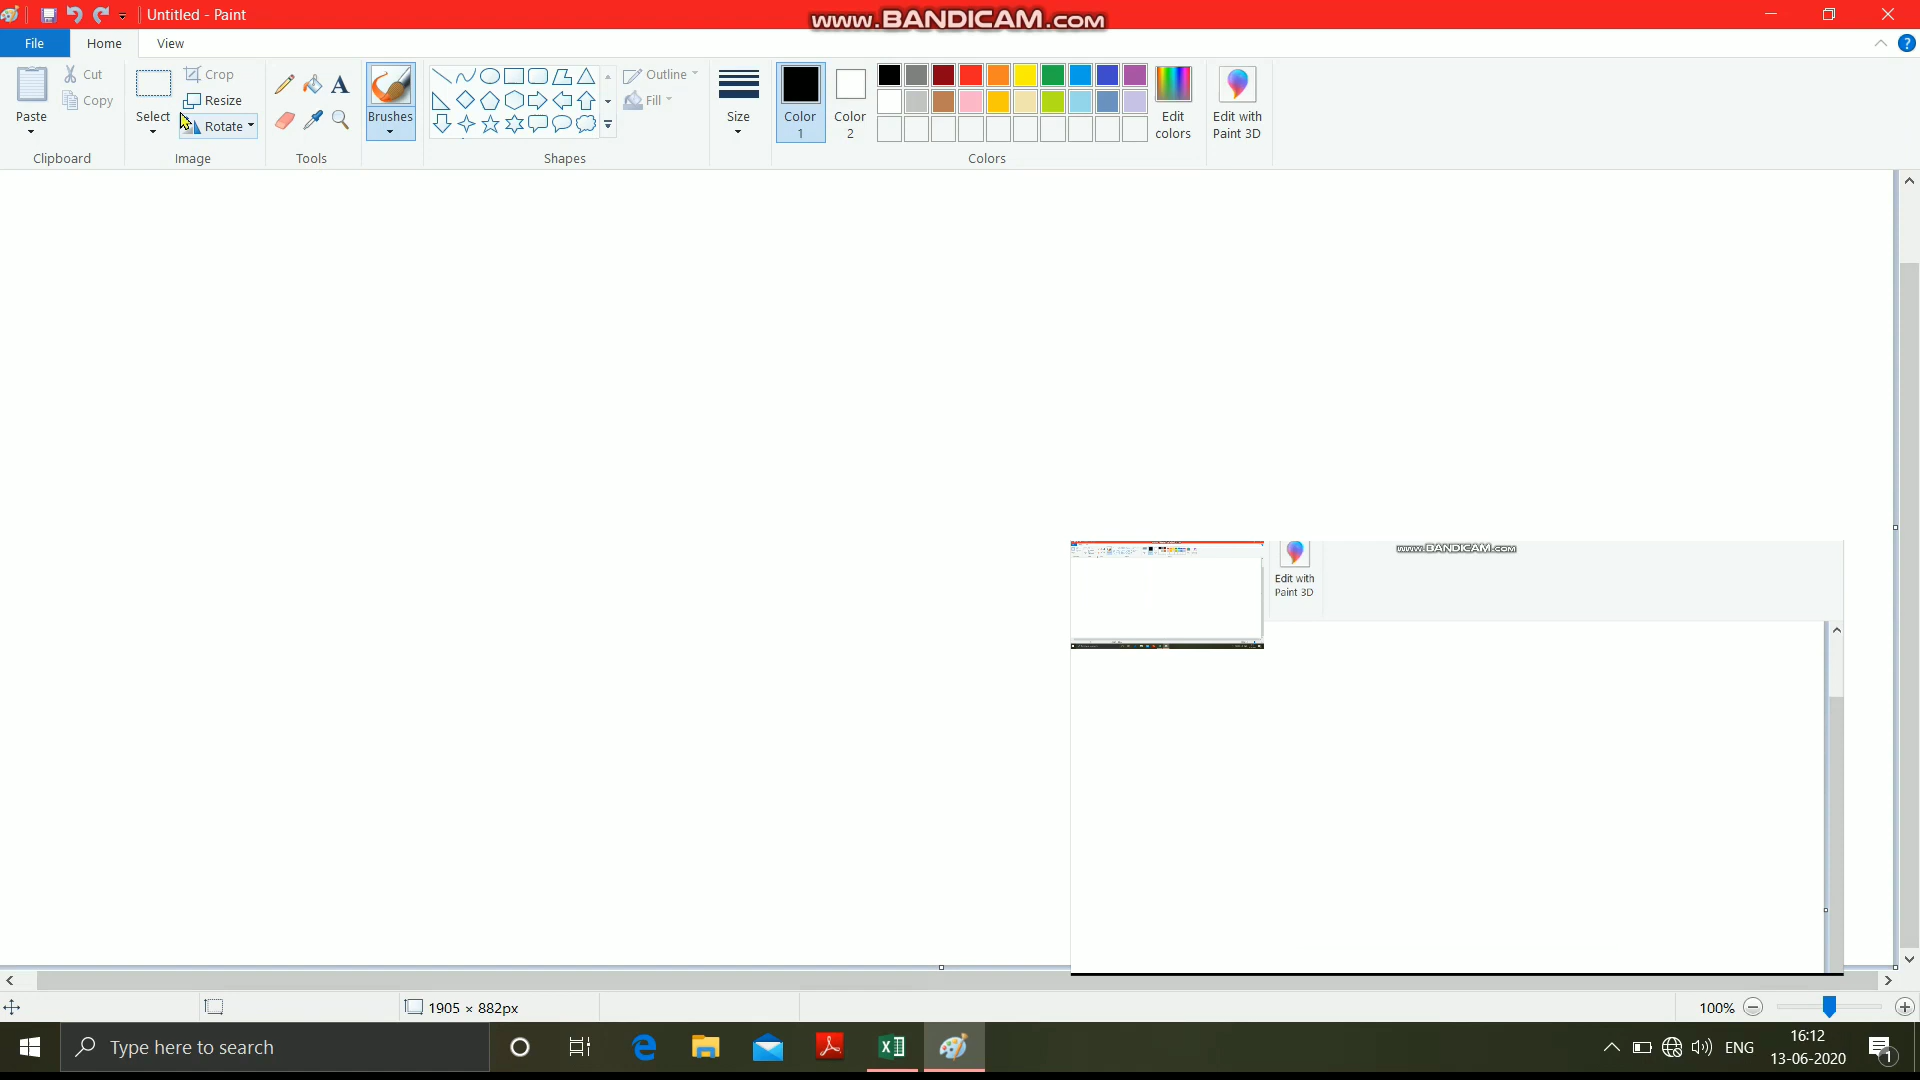 Untitled - Paint
www.BANDICAM.com
File
Home
View
Paste
Cut
Copy
Clipboard
Select
Crop
Resize
Rotate
Image
A
Tools
Brushes
Shapes
Outline
Fill
Size
Color
1
Color
2
Colors
Edit
colors
Edit with
Paint 3D
www.BANDICAM.com
Edit with
Paint 3D
1905 × 882px
100%
Type here to search
ENG
16:12
13-06-2020
1